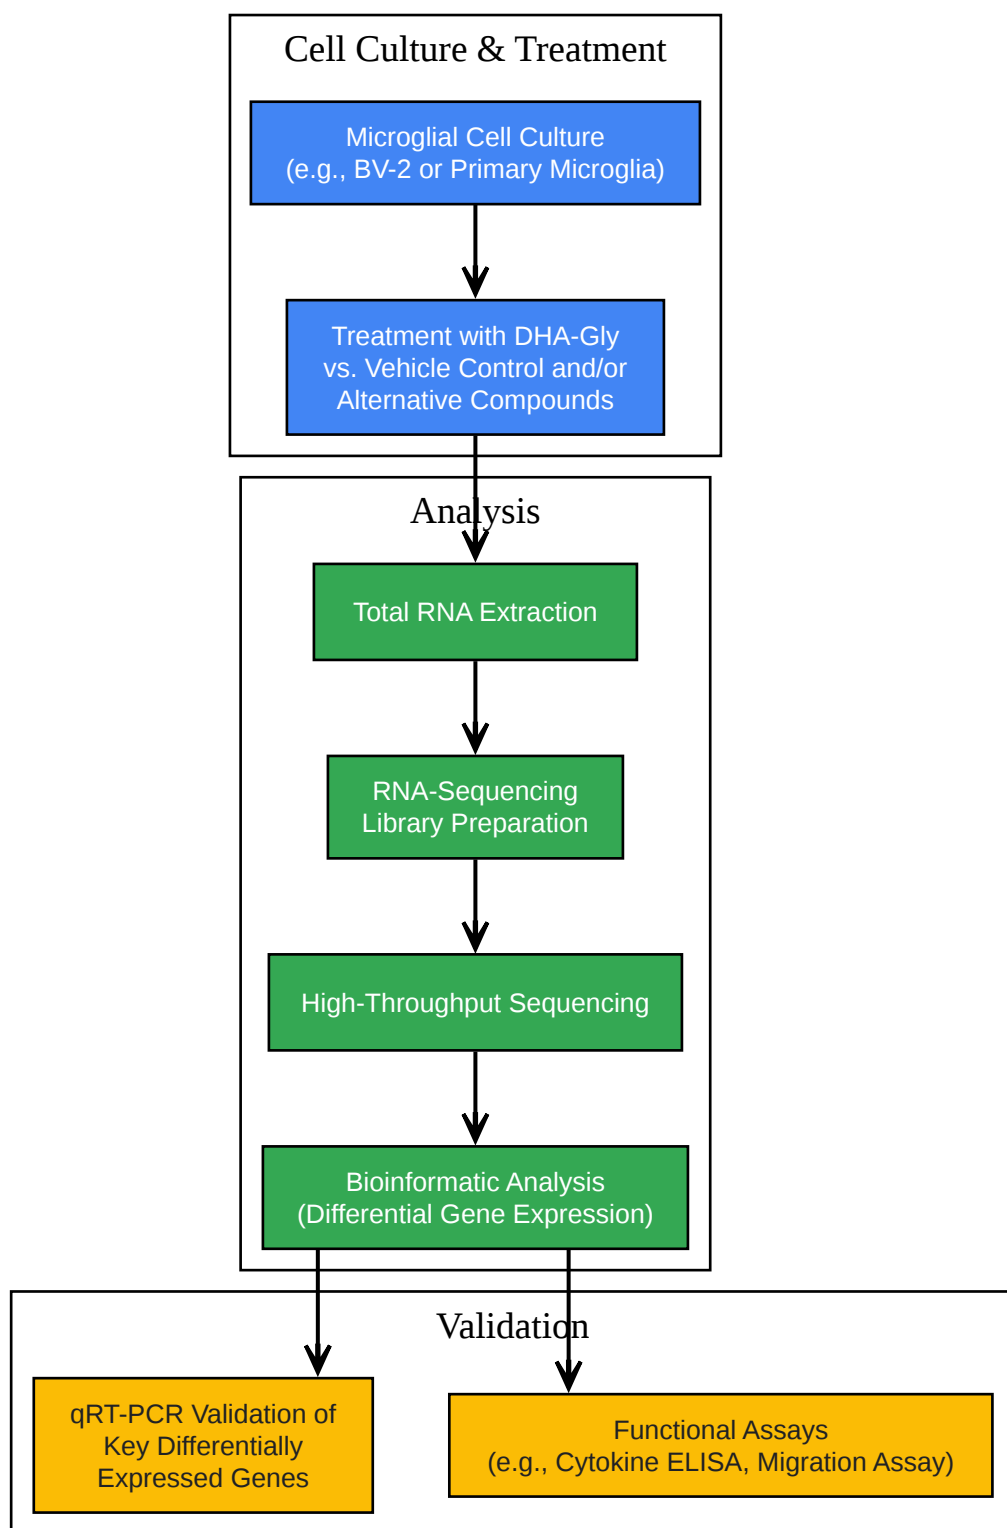 Cell Culture & Treatment
Microglial Cell Culture
(e.g., BV-2 or Primary Microglia)
Treatment with DHA-Gly
vs. Vehicle Control and/or
Alternative Compounds
Analysis
Total RNA Extraction
RNA-Sequencing
Library Preparation
High-Throughput Sequencing
Bioinformatic Analysis
(Differential Gene Expression)
Validation
qRT-PCR Validation of
Key Differentially
Expressed Genes
Functional Assays
(e.g., Cytokine ELISA, Migration Assay)